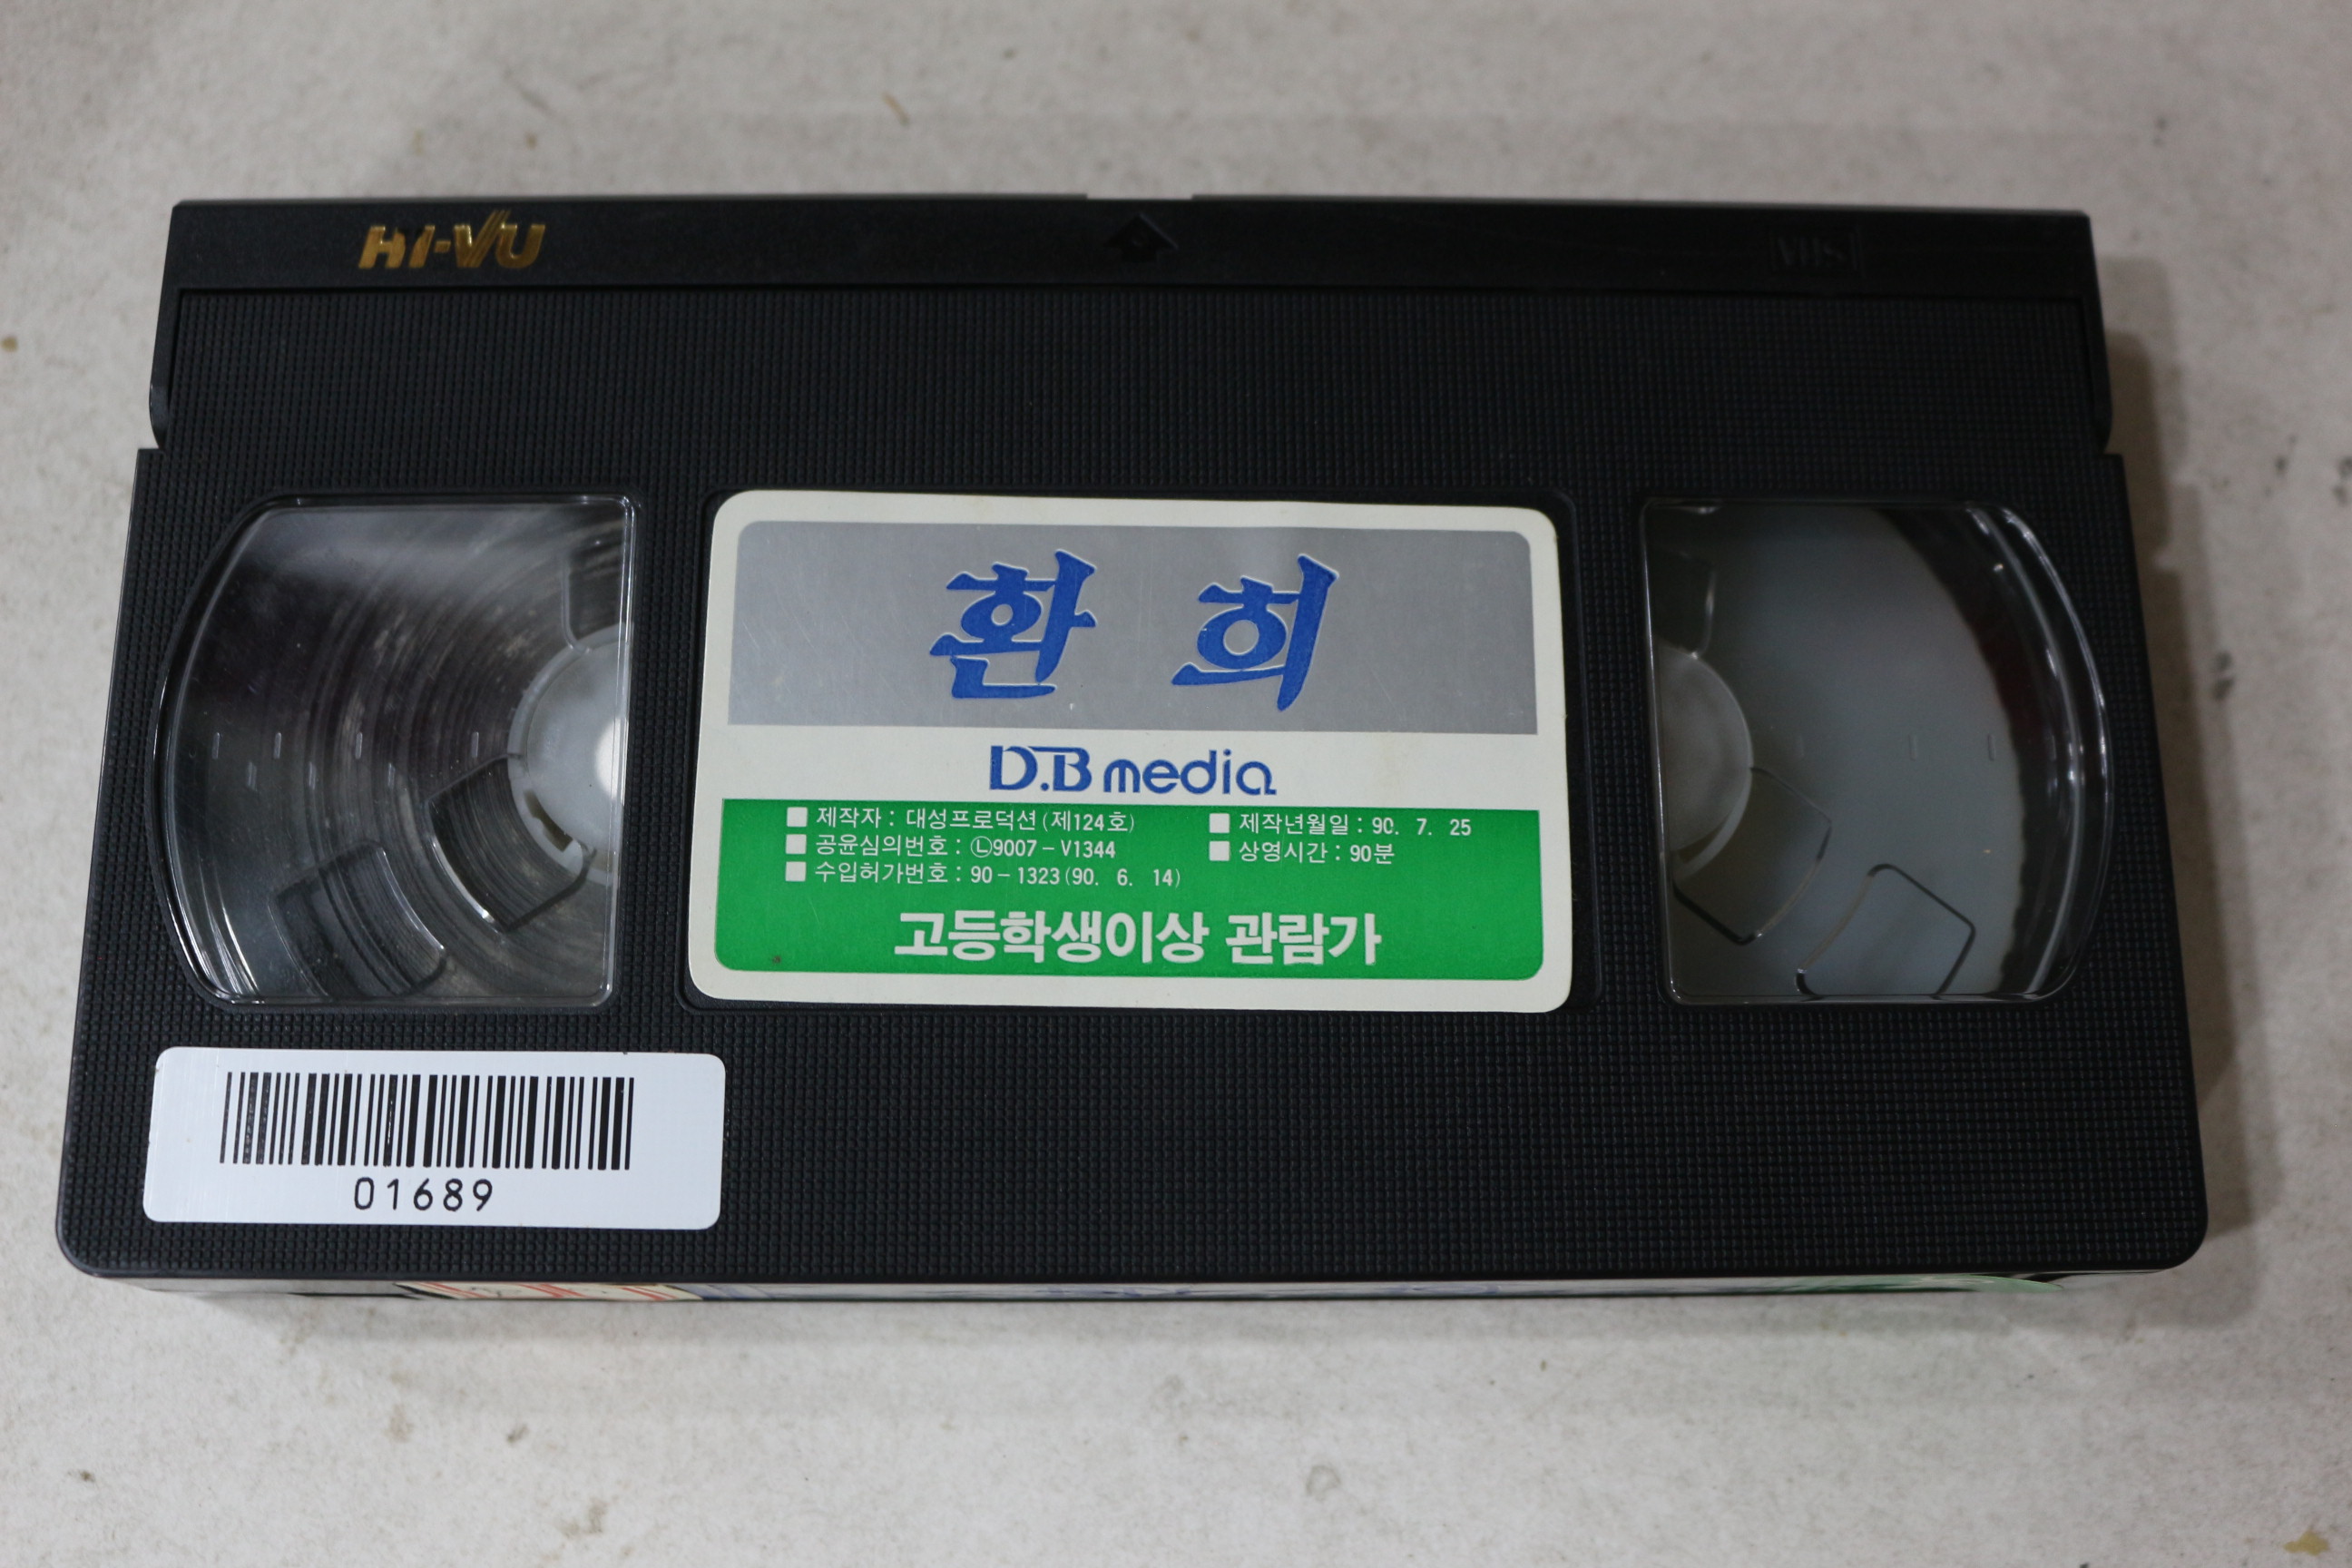 HI-VU
VHS
환 희
D.B media
■ 제작자 : 대성프로덕션 (제124호)
■ 제작년월일 : 90. 7. 25
■ 공윤심의번호 : Ⓛ9007-V1344
■ 상영시간 : 90분
■ 수입허가번호 : 90-1323 (90. 6. 14)
고등학생이상 관람가
01689